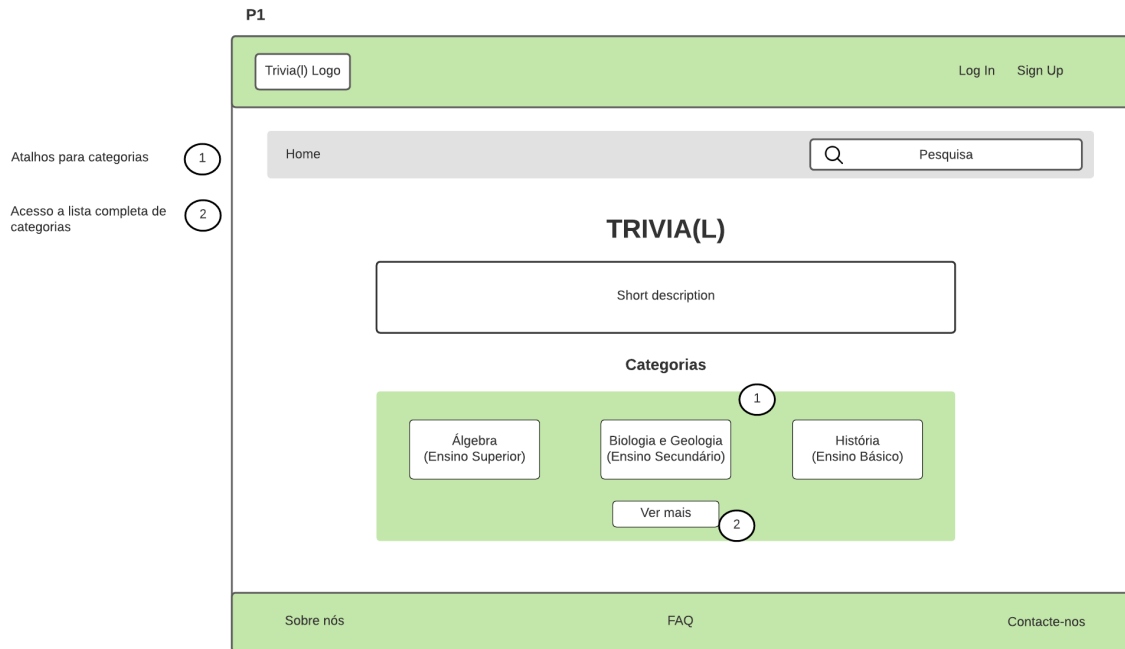 P1
Trivia(l) Logo
Log In
Sign Up
Atalhos para categorias
1
Home
Pesquisa
Acesso a lista completa de
categorias
2
TRIVIA(L)
Short description
Categorias
1
Álgebra
(Ensino Superior)
Biologia e Geologia
(Ensino Secundário)
História
(Ensino Básico)
Ver mais
2
Sobre nós
FAQ
Contacte-nos